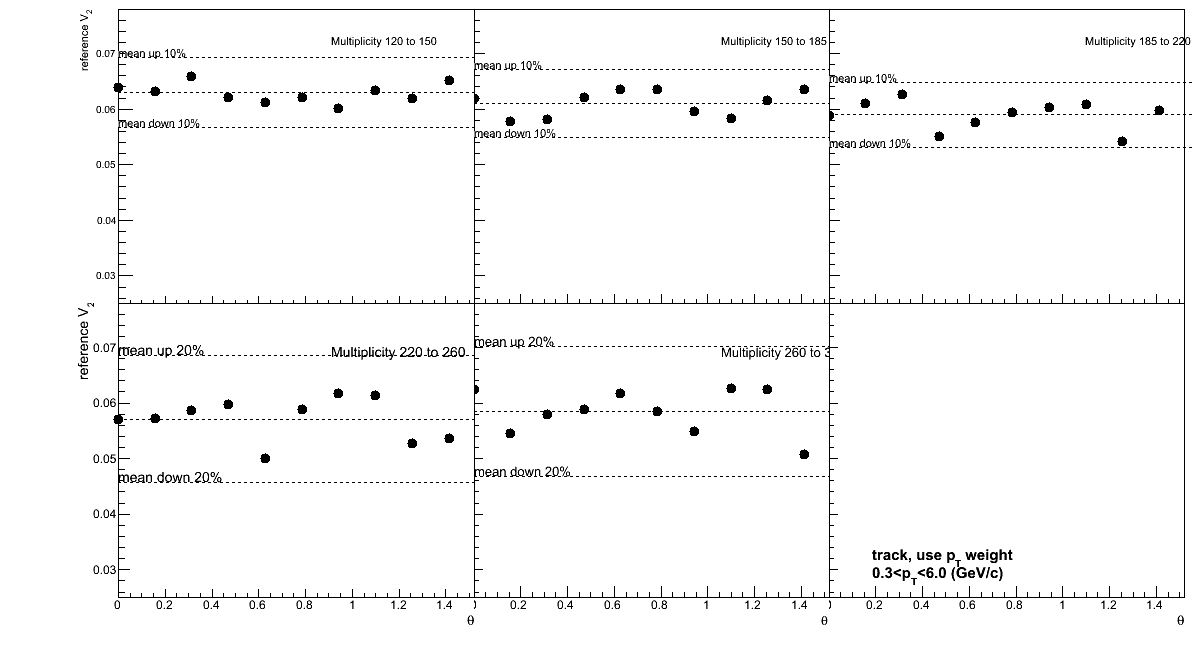 reference V2
0.07
0.06
0.05
0.04
0.03
Multiplicity 120 to 150
mean up 10%
mean down 10%
Multiplicity 150 to 185
mean up 10%
mean down 10%
Multiplicity 185 to 220
mean up 10%
mean down 10%
reference V2
0.07
0.06
0.05
0.04
0.03
mean up 20%
Multiplicity 220 to 260
mean down 20%
mean up 20%
Multiplicity 260 to 3
mean down 20%
track, use pT weight
0.3<pT<6.0 (GeV/c)
0 0.2 0.4 0.6 0.8 1 1.2 1.4
θ
0.2 0.4 0.6 0.8 1 1.2 1.4
θ
0.2 0.4 0.6 0.8 1 1.2 1.4
θ